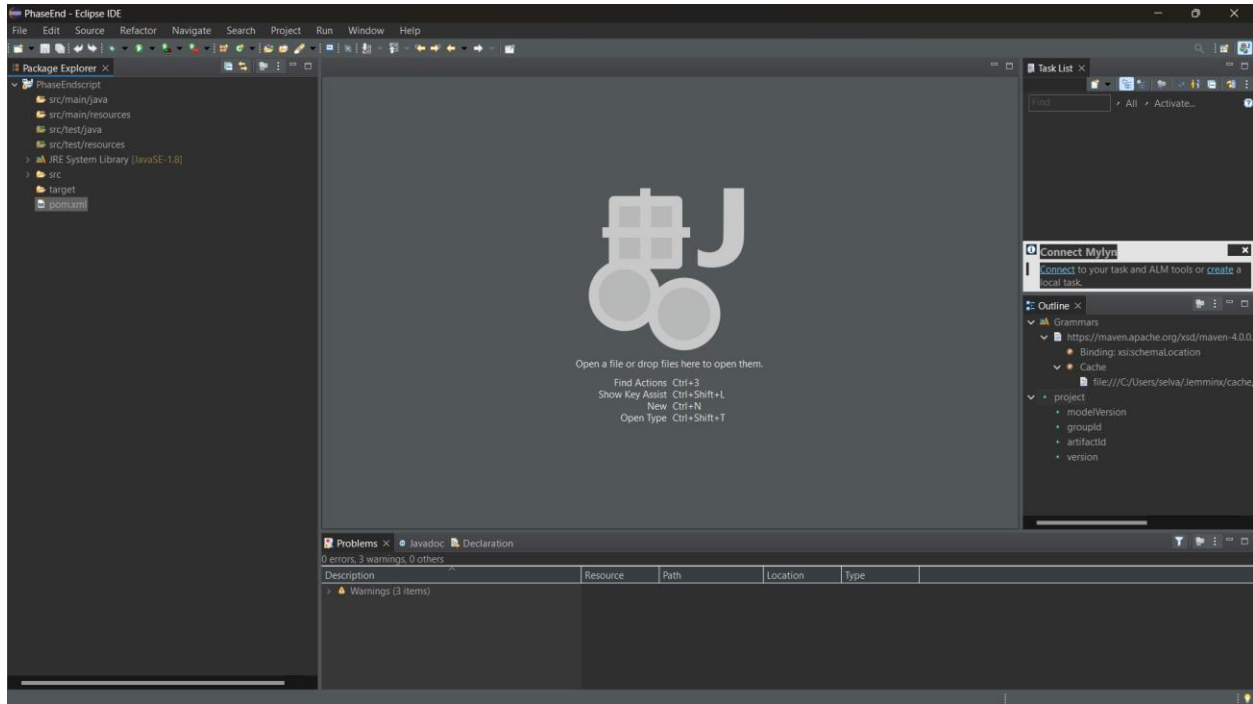 PhaseEnd - Eclipse IDE
File Edit Source Refactor Navigate Search Project Run Window Help
Package Explorer
PhaseEndscript
src/main/java
src/main/resources
src/test/java
src/test/resources
JRE System Library [JavaSE-1.8]
src
target
pom.xml
Open a file or drop files here to open them.
Find Actions Ctrl+3
Show Key Assist Ctrl+Shift+L
New Ctrl+N
Open Type Ctrl+Shift+T
Task List
Find All Activate...
Connect Mylyn
Connect to your task and ALM tools or create a
local task.
Outline
Grammars
https://maven.apache.org/xsd/maven-4.0.0.
Binding: xsi:schemaLocation
Cache
file:///C:/Users/selva/.lemminx/cache,
project
modelVersion
groupId
artifactId
version
Problems Javadoc Declaration
0 errors, 3 warnings, 0 others
Description Resource Path Location Type
Warnings (3 items)